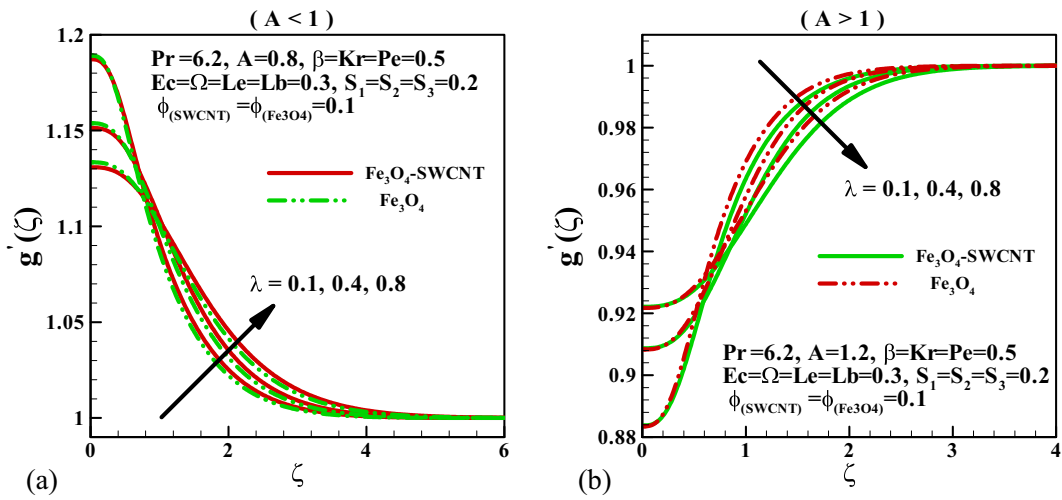 (a)
( A < 1 )
g'(ζ)
1.2
1.15
1.1
1.05
1
Pr=6.2, A=0.8, β=Kr=Pe=0.5
Ec=Ω=Le=Lb=0.3, S₁=S₂=S₃=0.2
ϕ(SWCNT) =ϕ(Fe3O4)=0.1
Fe₃O₄-SWCNT
Fe₃O₄
λ = 0.1, 0.4, 0.8
0 2 4 6
ζ
(b)
( A > 1 )
g'(ζ)
1
0.98
0.96
0.94
0.92
0.9
0.88
λ = 0.1, 0.4, 0.8
Fe₃O₄-SWCNT
Fe₃O₄
Pr=6.2, A=1.2, β=Kr=Pe=0.5
Ec=Ω=Le=Lb=0.3, S₁=S₂=S₃=0.2
ϕ(SWCNT) =ϕ(Fe3O4)=0.1
0 1 2 3 4
ζ